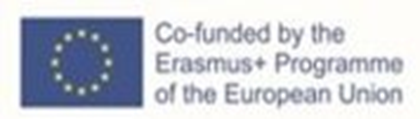 Co-funded by the
Erasmus+ Programme
of the European Union